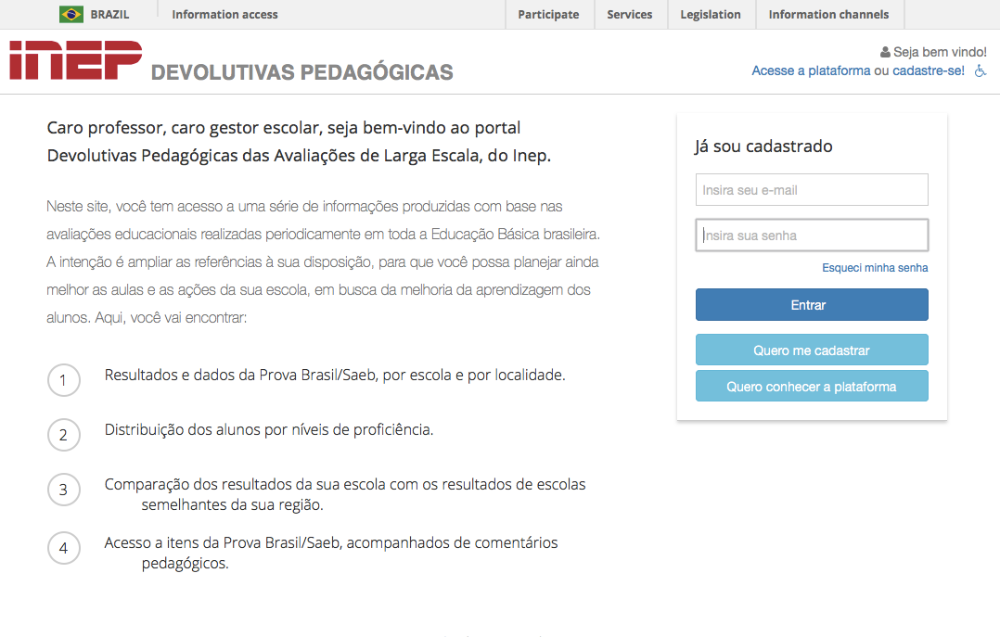 BRAZIL
Information access
Participate
Services
Legislation
Information channels
INEP
DEVOLUTIVAS PEDAGÓGICAS
Seja bem vindo!
Acesse a plataforma ou cadastre-se!
Caro professor, caro gestor escolar, seja bem-vindo ao portal
Devolutivas Pedagógicas das Avaliações de Larga Escala, do Inep.
Neste site, você tem acesso a uma série de informações produzidas com base nas
avaliações educacionais realizadas periodicamente em toda a Educação Básica brasileira.
A intenção é ampliar as referências à sua disposição, para que você possa planejar ainda
melhor as aulas e as ações da sua escola, em busca da melhoria da aprendizagem dos
alunos. Aqui, você vai encontrar:
1 Resultados e dados da Prova Brasil/Saeb, por escola e por localidade.
2 Distribuição dos alunos por níveis de proficiência.
3 Comparação dos resultados da sua escola com os resultados de escolas
semelhantes da sua região.
4 Acesso a itens da Prova Brasil/Saeb, acompanhados de comentários
pedagógicos.
Já sou cadastrado
Insira seu e-mail
Insira sua senha
Esqueci minha senha
Entrar
Quero me cadastrar
Quero conhecer a plataforma